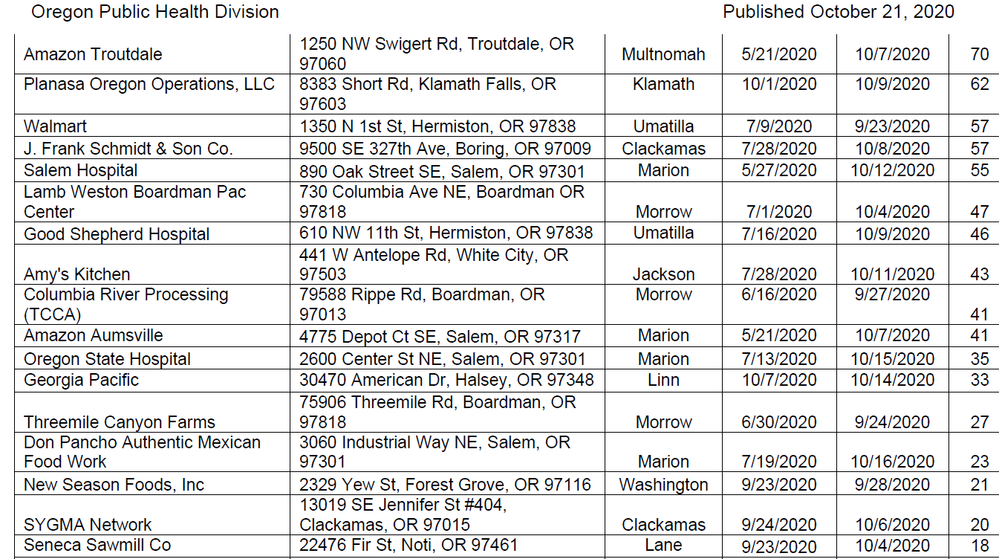 Oregon Public Health Division Published October 21, 2020
Amazon Troutdale 1250 NW Swigert Rd, Troutdale, OR 97060 Multnomah 5/21/2020 10/7/2020 70
Planasa Oregon Operations, LLC 8383 Short Rd, Klamath Falls, OR 97603 Klamath 10/1/2020 10/9/2020 62
Walmart 1350 N 1st St, Hermiston, OR 97838 Umatilla 7/9/2020 9/23/2020 57
J. Frank Schmidt & Son Co. 9500 SE 327th Ave, Boring, OR 97009 Clackamas 7/28/2020 10/8/2020 57
Salem Hospital 890 Oak Street SE, Salem, OR 97301 Marion 5/27/2020 10/12/2020 55
Lamb Weston Boardman Pac Center 730 Columbia Ave NE, Boardman OR 97818 Morrow 7/1/2020 10/4/2020 47
Good Shepherd Hospital 610 NW 11th St, Hermiston, OR 97838 Umatilla 7/16/2020 10/9/2020 46
Amy's Kitchen 441 W Antelope Rd, White City, OR 97503 Jackson 7/28/2020 10/11/2020 43
Columbia River Processing (TCCA) 79588 Rippe Rd, Boardman, OR 97013 Morrow 6/16/2020 9/27/2020 41
Amazon Aumsville 4775 Depot Ct SE, Salem, OR 97317 Marion 5/21/2020 10/7/2020 41
Oregon State Hospital 2600 Center St NE, Salem, OR 97301 Marion 7/13/2020 10/15/2020 35
Georgia Pacific 30470 American Dr, Halsey, OR 97348 Linn 10/7/2020 10/14/2020 33
Threemile Canyon Farms 75906 Threemile Rd, Boardman, OR 97818 Morrow 6/30/2020 9/24/2020 27
Don Pancho Authentic Mexican Food Work 3060 Industrial Way NE, Salem, OR 97301 Marion 7/19/2020 10/16/2020 23
New Season Foods, Inc 2329 Yew St, Forest Grove, OR 97116 Washington 9/23/2020 9/28/2020 21
SYGMA Network 13019 SE Jennifer St #404, Clackamas, OR 97015 Clackamas 9/24/2020 10/6/2020 20
Seneca Sawmill Co 22476 Fir St, Noti, OR 97461 Lane 9/23/2020 10/4/2020 18